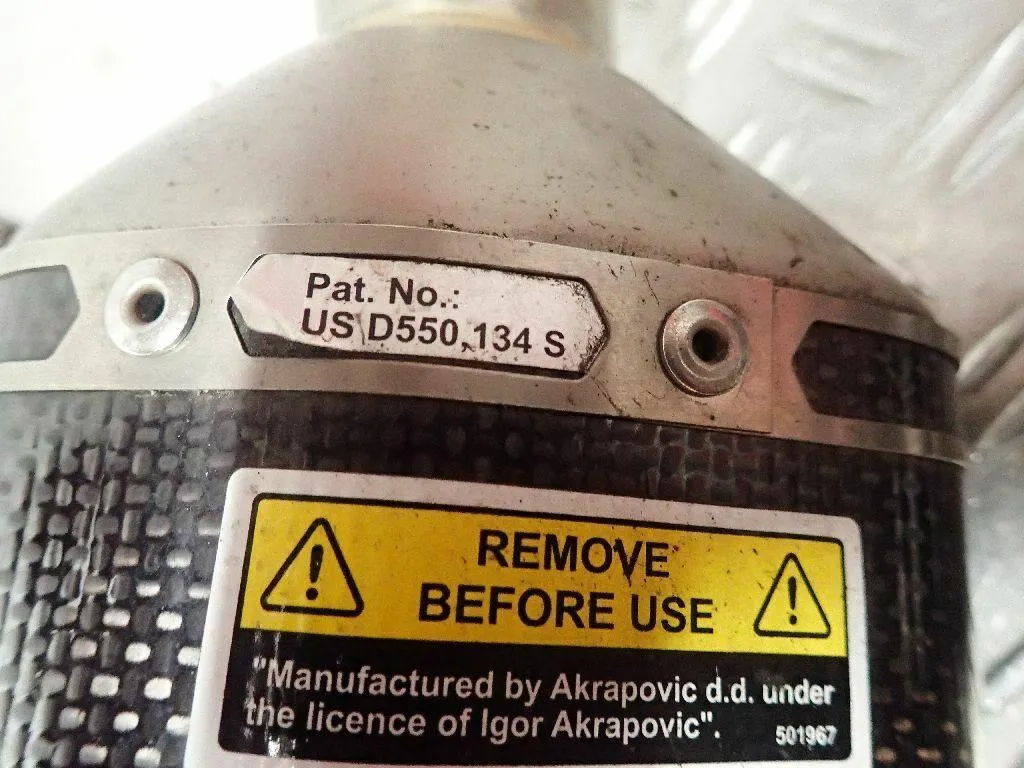 Pat. No.:
US D550,134 S
REMOVE
BEFORE USE
"Manufactured by Akrapovic d.d. under
the licence of Igor Akrapovic".
501967